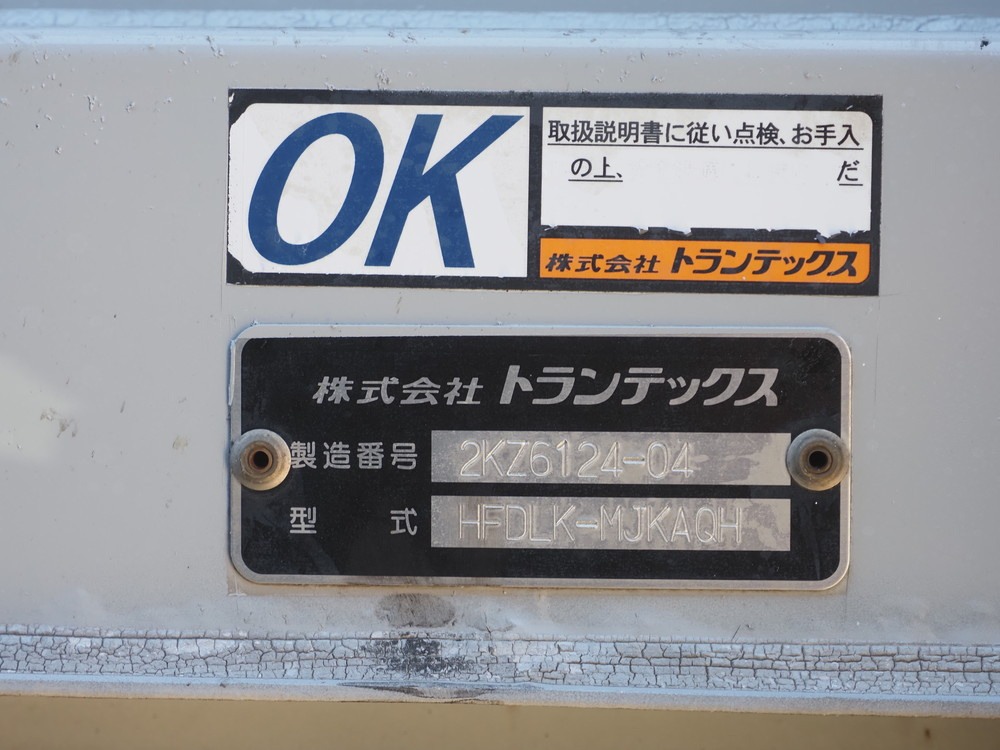 OK
取扱説明書に従い点検、お手入
の上、 だ
株式会社 トランテックス
株式会社 トランテックス
製造番号 2KZ6124-04
型式 HFDLK-MJKAQH